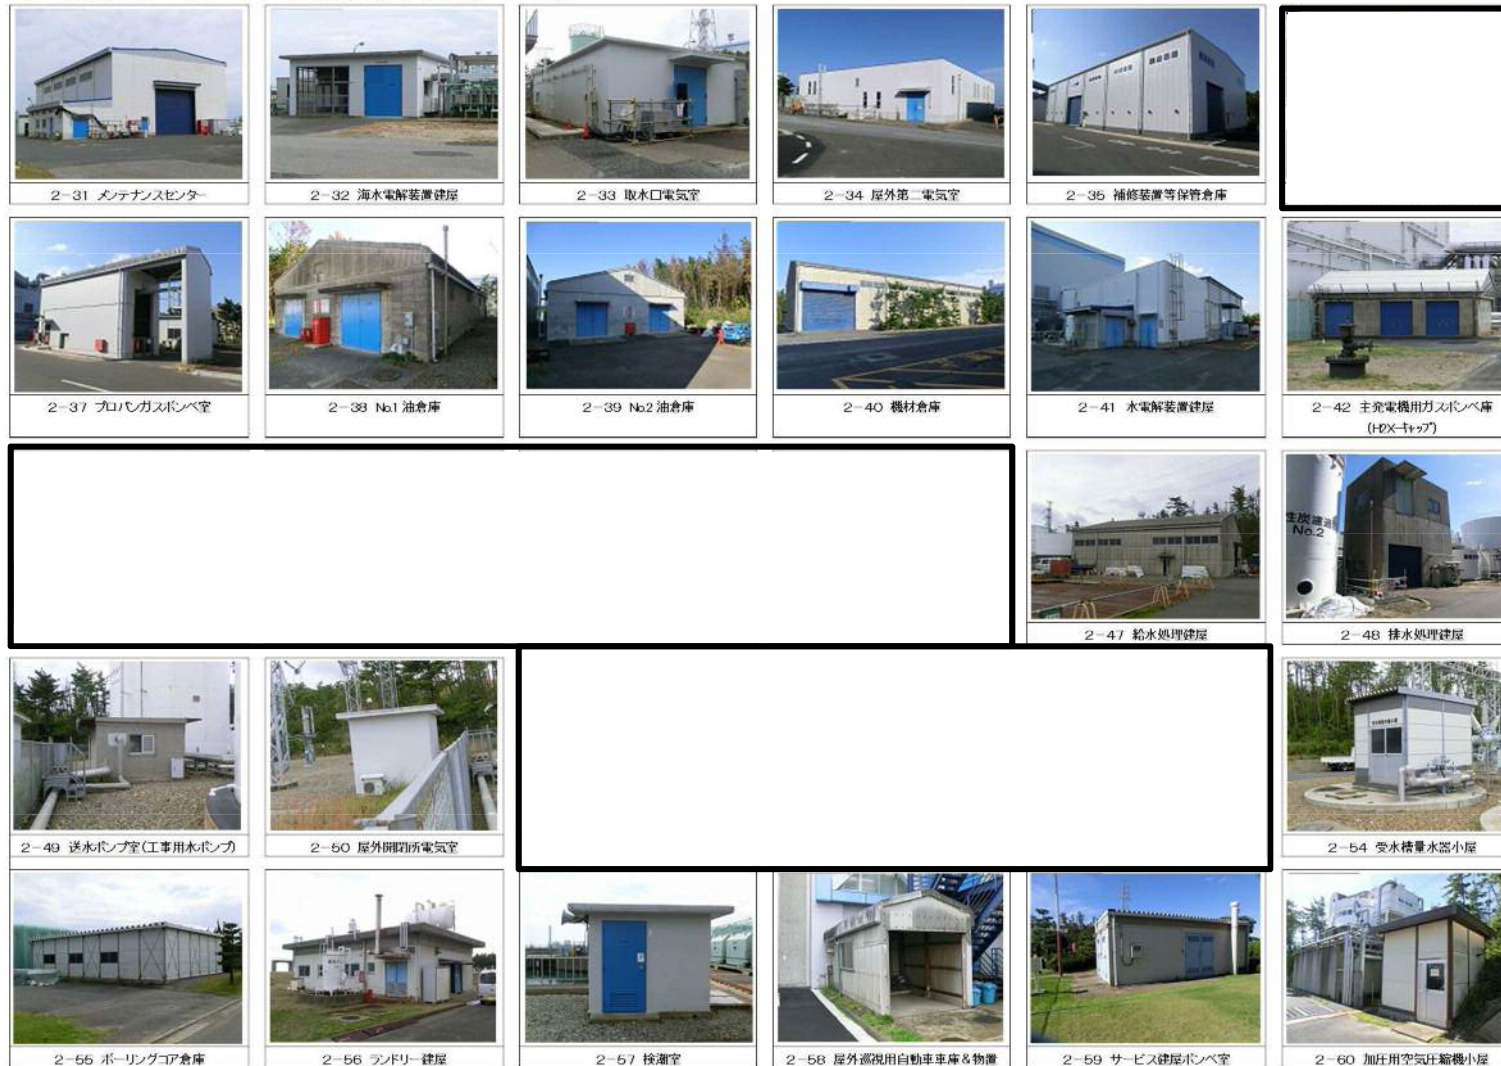 2-31 メンテナンスセンター
2-32 海水電解装置建屋
2-33 取水口電気室
2-34 屋外第二電気室
2-35 補修装置等保管倉庫
2-37 プロパンガスボンベ室
2-38 No.1 油倉庫
2-39 No.2 油倉庫
2-40 機材倉庫
2-41 水電解装置建屋
2-42 主発電機用ガスボンベ庫
2-47 給水処理建屋
No.2
2-48 排水処理建屋
2-49 送水ポンプ室(工事用水ポンプ)
2-50 屋外開閉所電気室
2-54 受水槽量水器小屋
2-55 ボーリングコア倉庫
2-56 ランドリー建屋
2-57 検潮室
2-58 屋外巡視用自動車車庫&物置
2-59 サービス建屋ボンベ室
2-60 加圧用空気圧縮機小屋